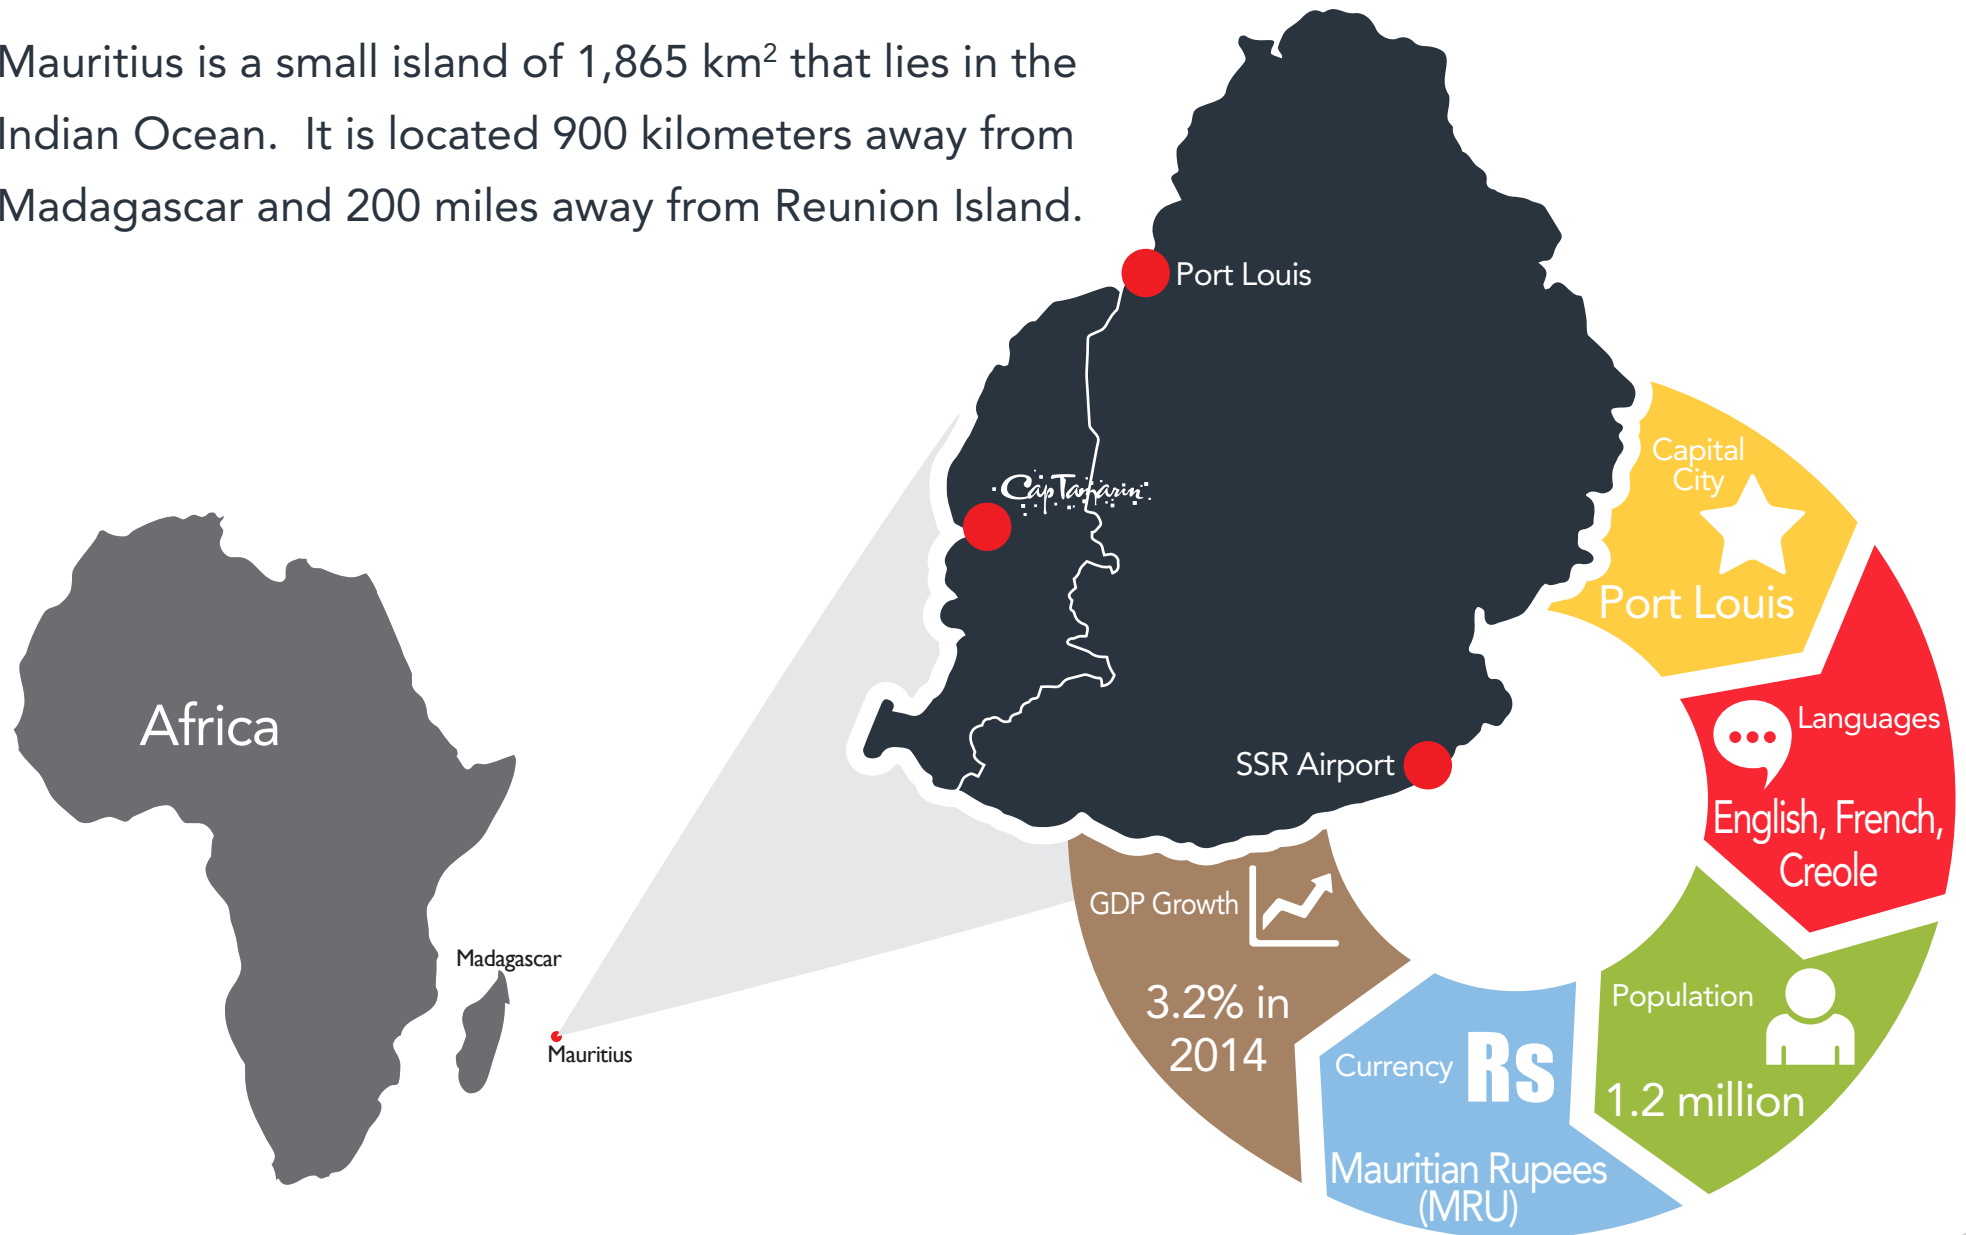 Mauritius is a small island of 1,865 km² that lies in the
Indian Ocean. It is located 900 kilometers away from
Madagascar and 200 miles away from Reunion Island.
Port Louis
Cap Tamarin
SSR Airport
Africa
Madagascar
Mauritius
Capital
City
Port Louis
Languages
English, French,
Creole
Population
1.2 million
Currency
Rs
Mauritian Rupees
(MRU)
GDP Growth
3.2% in
2014